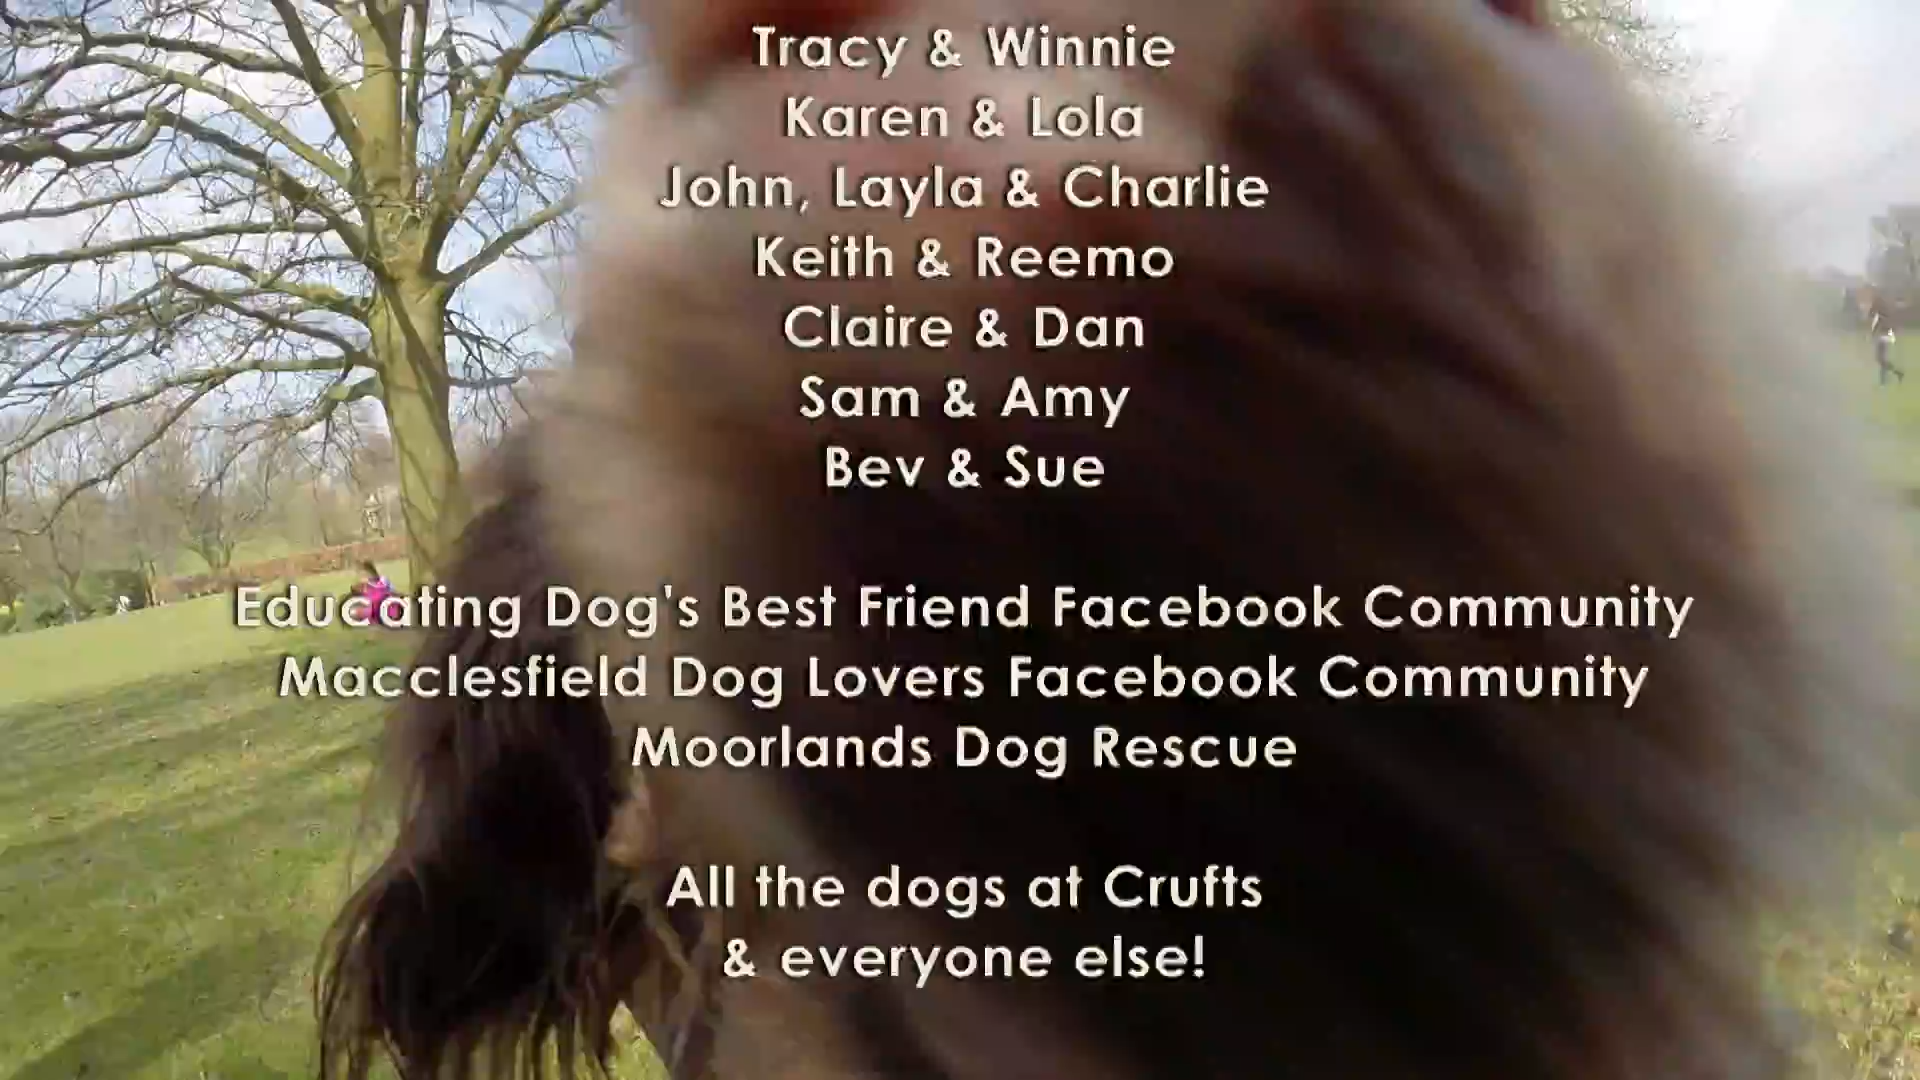 Tracy & Winnie
Karen & Lola
John, Layla & Charlie
Keith & Reemo
Claire & Dan
Sam & Amy
Bev & Sue
Educating Dog's Best Friend Facebook Community
Macclesfield Dog Lovers Facebook Community
Moorlands Dog Rescue
All the dogs at Crufts
& everyone else!